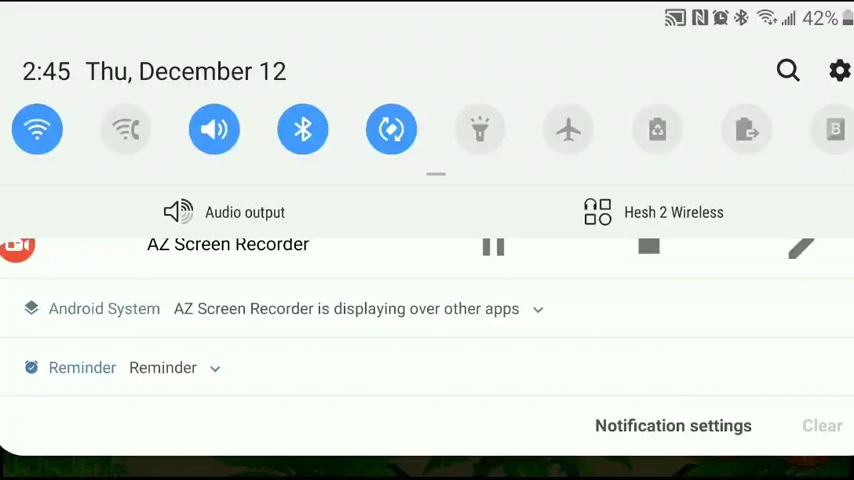 42%
2:45 Thu, December 12
B
Audio output Hesh 2 Wireless
AZ Screen Recorder
Android System AZ Screen Recorder is displaying over other apps
Reminder Reminder
Notification settings Clear